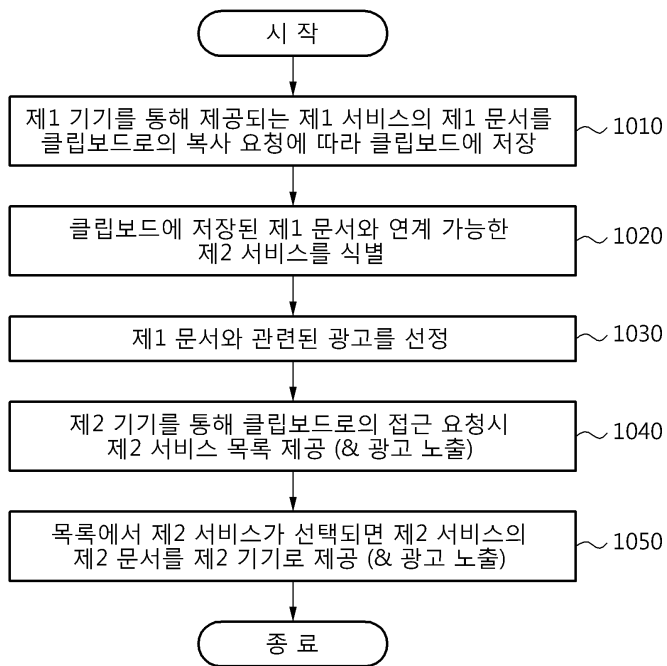 시 작
제1 기기를 통해 제공되는 제1 서비스의 제1 문서를
클립보드로의 복사 요청에 따라 클립보드에 저장
1010
클립보드에 저장된 제1 문서와 연계 가능한
제2 서비스를 식별
1020
제1 문서와 관련된 광고를 선정
1030
제2 기기를 통해 클립보드로의 접근 요청시
제2 서비스 목록 제공 (& 광고 노출)
1040
목록에서 제2 서비스가 선택되면 제2 서비스의
제2 문서를 제2 기기로 제공 (& 광고 노출)
1050
종 료